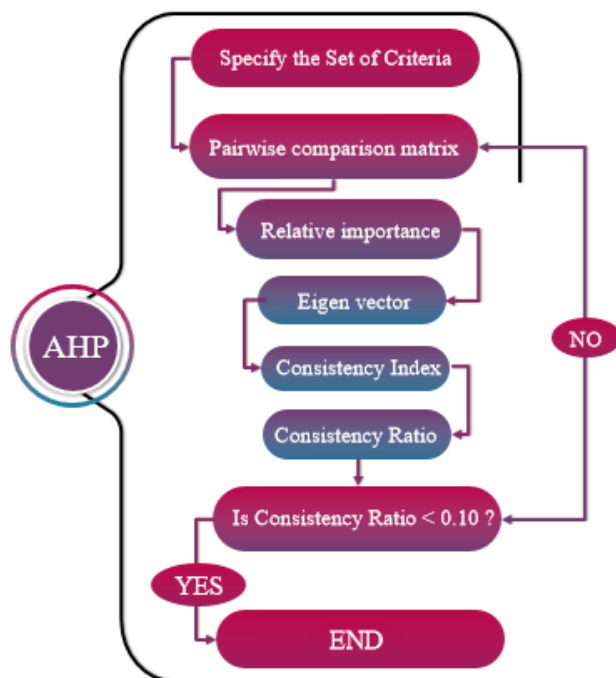 Specify the Set of Criteria
Pairwise comparison matrix
Relative importance
Eigen vector
AHP
NO
Consistency Index
Consistency Ratio
Is Consistency Ratio < 0.10 ?
YES
END